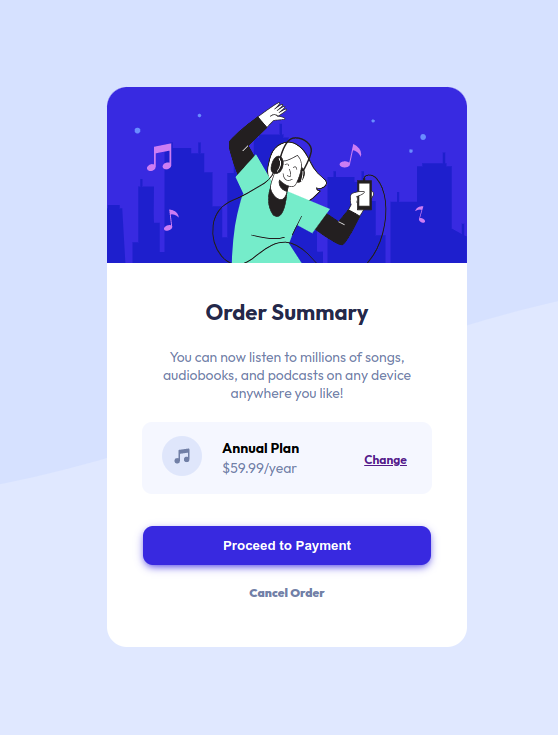 Order Summary
You can now listen to millions of songs,
audiobooks, and podcasts on any device
anywhere you like!
Annual Plan
$59.99/year
Change
Proceed to Payment
Cancel Order